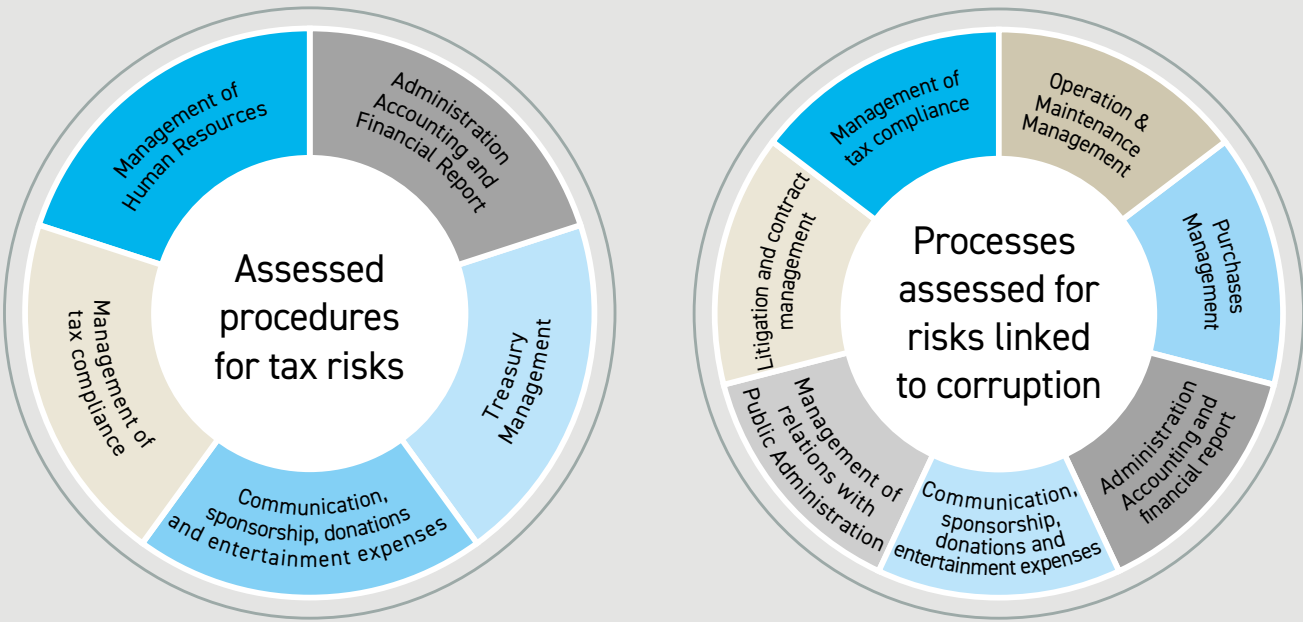 Management of
Human Resources
Administration
Accounting and
Financial Report
Treasury
Management
Communication,
sponsorship, donations
and entertainment expenses
Management of
tax compliance
Assessed
procedures
for tax risks
Management of
tax compliance
Operation &
Maintenance
Management
Purchases
Management
Administration
Accounting and
financial report
Communication,
sponsorship,
donations and
entertainment expenses
Management of
relations with
Public Administration
Litigation and contract
management
Processes
assessed for
risks linked
to corruption